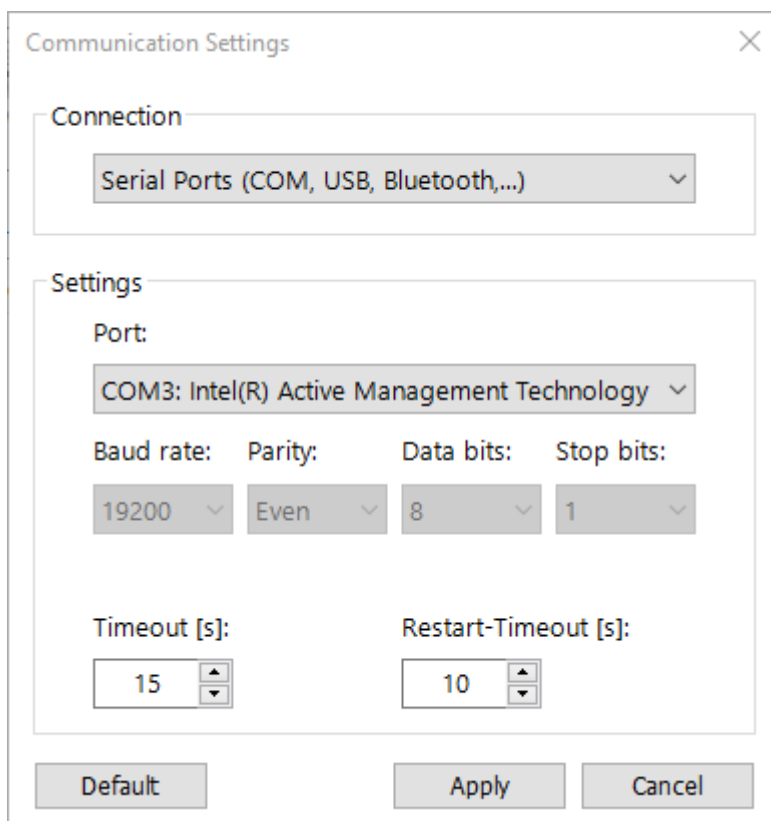 Communication Settings
Connection
Serial Ports (COM, USB, Bluetooth,...)
Settings
Port:
COM3: Intel(R) Active Management Technology
Baud rate: Parity: Data bits: Stop bits:
19200 Even 8 1
Timeout [s]: Restart-Timeout [s]:
15 10
Default Apply Cancel